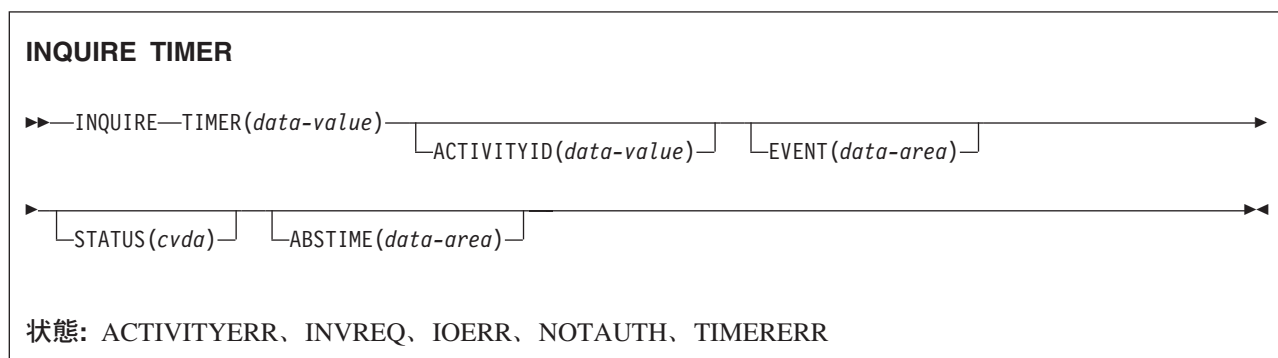 INQUIRE TIMER
INQUIRE TIMER(data-value) ACTIVITYID(data-value) EVENT(data-area)
STATUS(cvda) ABSTIME(data-area)
状態: ACTIVITYERR、INVREQ、IOERR、NOTAUTH、TIMERERR